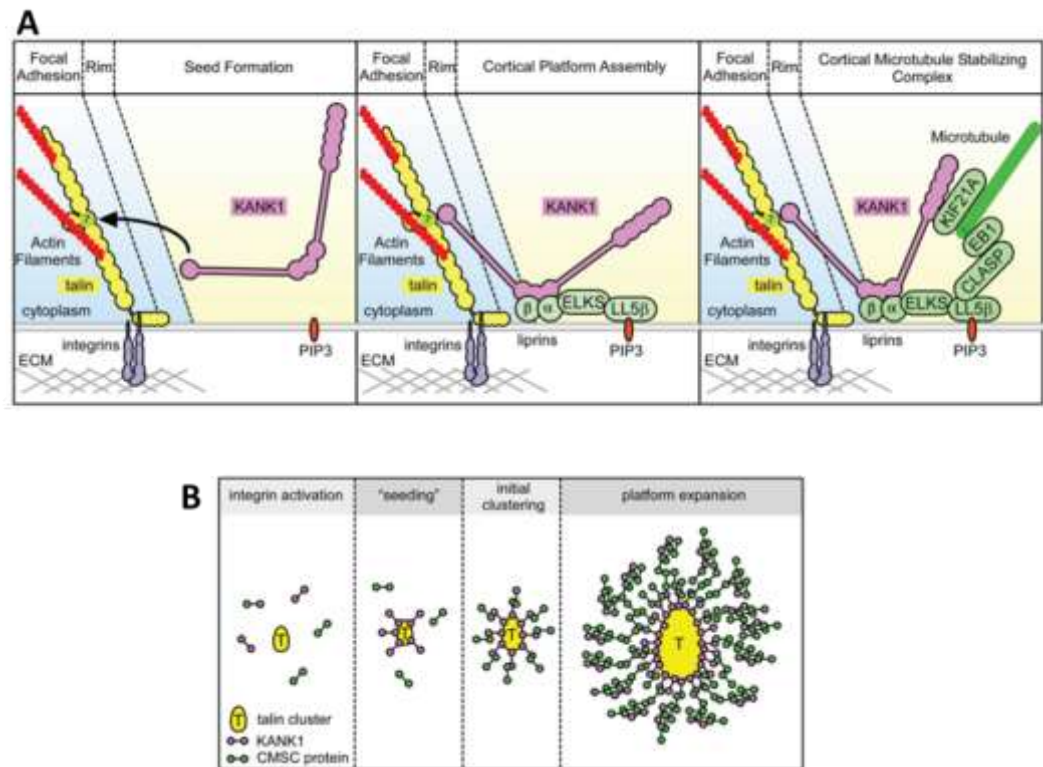 A
Focal
Adhesion
Rim
Seed Formation
KANK1
Actin
Filaments
talin
cytoplasm
integrins
ECM
PIP3
Focal
Adhesion
Rim
Cortical Platform Assembly
KANK1
Actin
Filaments
talin
cytoplasm
β α ELKS LL5β
integrins
liprins
ECM
PIP3
Focal
Adhesion
Rim
Cortical Microtubule Stabilizing
Complex
Microtubule
KANK1
KIF21A
EB1
CLASP
Actin
Filaments
talin
cytoplasm
β α ELKS LL5β
integrins
liprins
ECM
PIP3
B
integrin activation
"seeding"
initial
clustering
platform expansion
T
T
T
T
T talin cluster
KANK1
CMSC protein